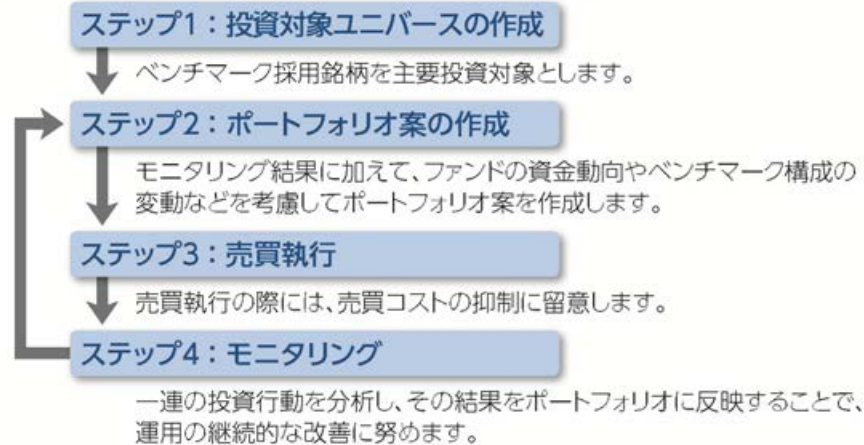 ステップ1：投資対象ユニバースの作成
ベンチマーク採用銘柄を主要投資対象とします。
ステップ2：ポートフォリオ案の作成
モニタリング結果に加えて、ファンドの資金動向やベンチマーク構成の
変動などを考慮してポートフォリオ案を作成します。
ステップ3：売買執行
売買執行の際には、売買コストの抑制に留意します。
ステップ4：モニタリング
一連の投資行動を分析し、その結果をポートフォリオに反映することで、
運用の継続的な改善に努めます。